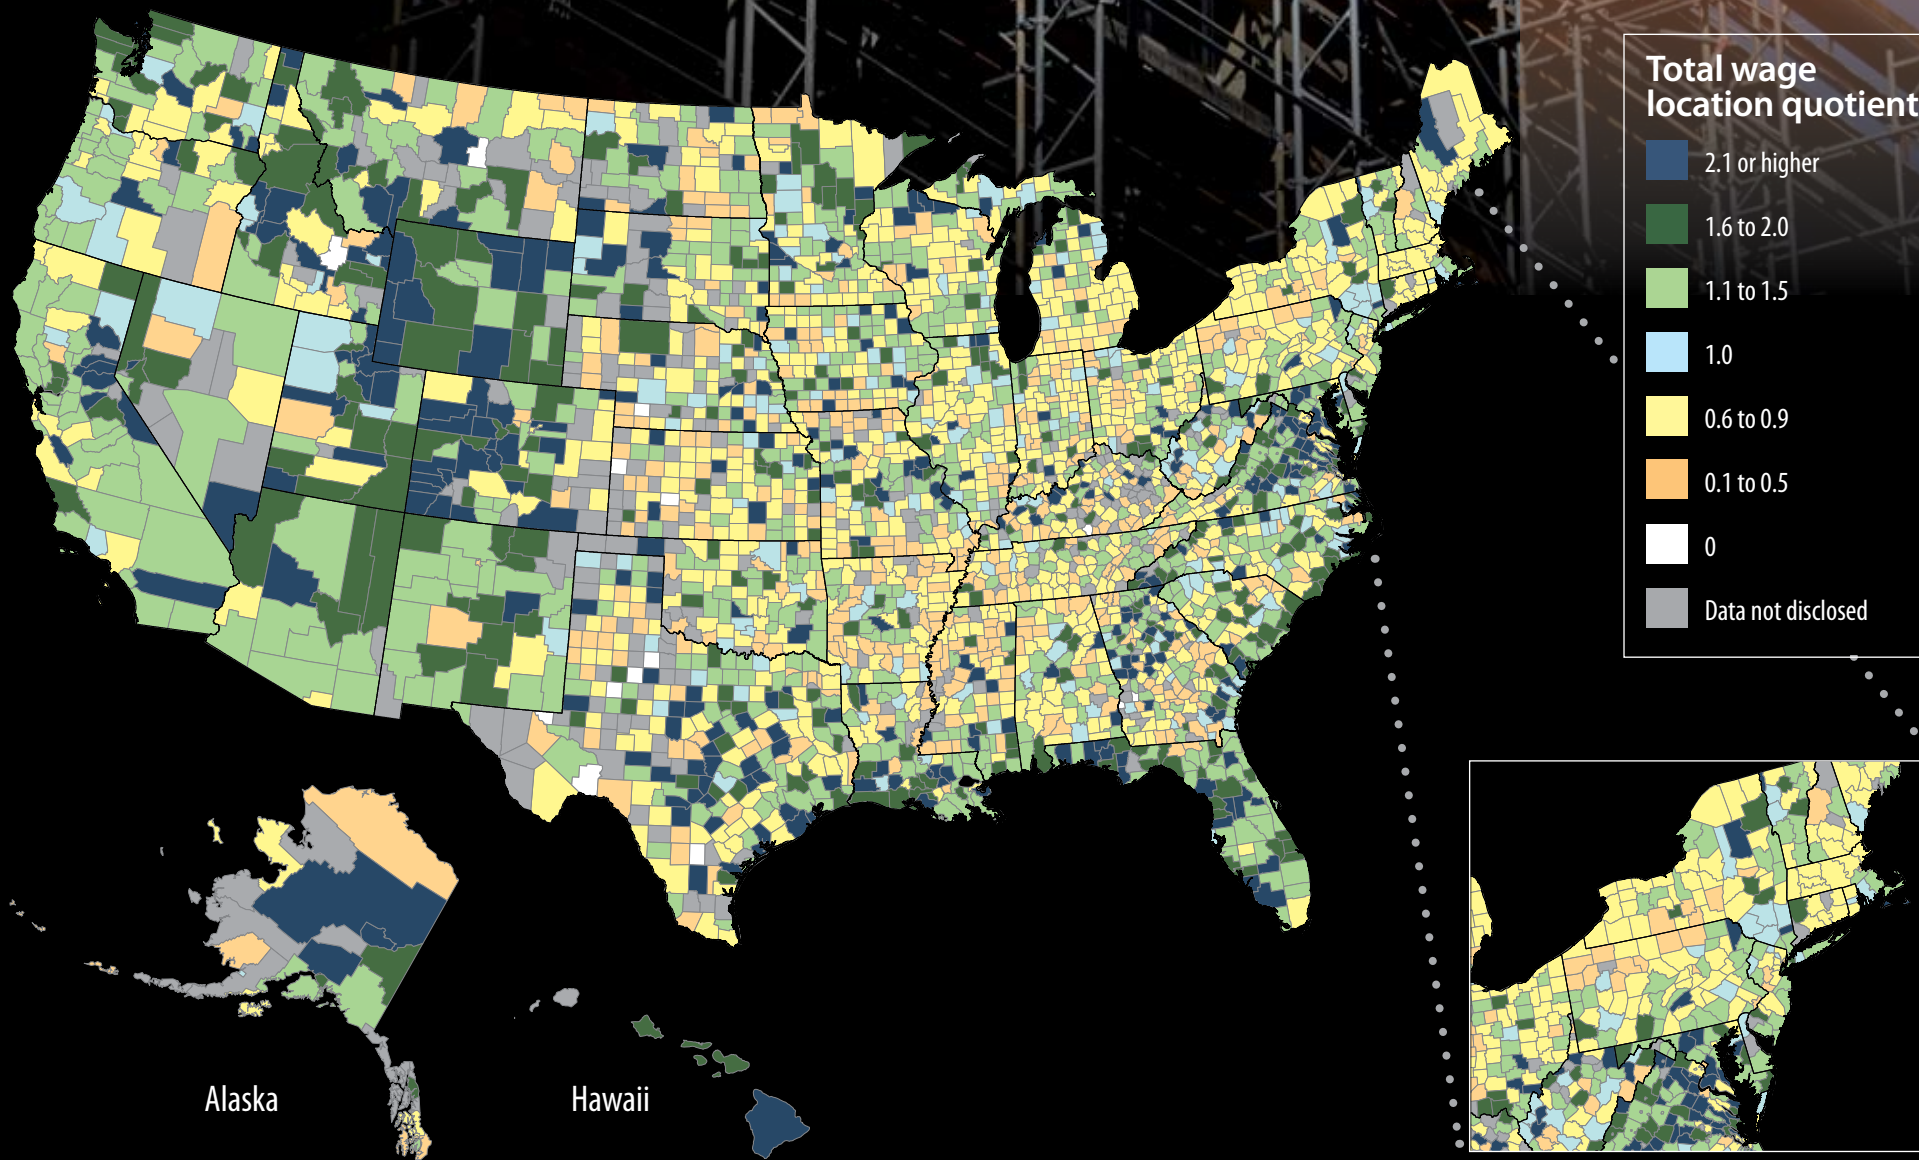 Total wage
location quotient
2.1 or higher
1.6 to 2.0
1.1 to 1.5
1.0
0.6 to 0.9
0.1 to 0.5
0
Data not disclosed
Alaska
Hawaii